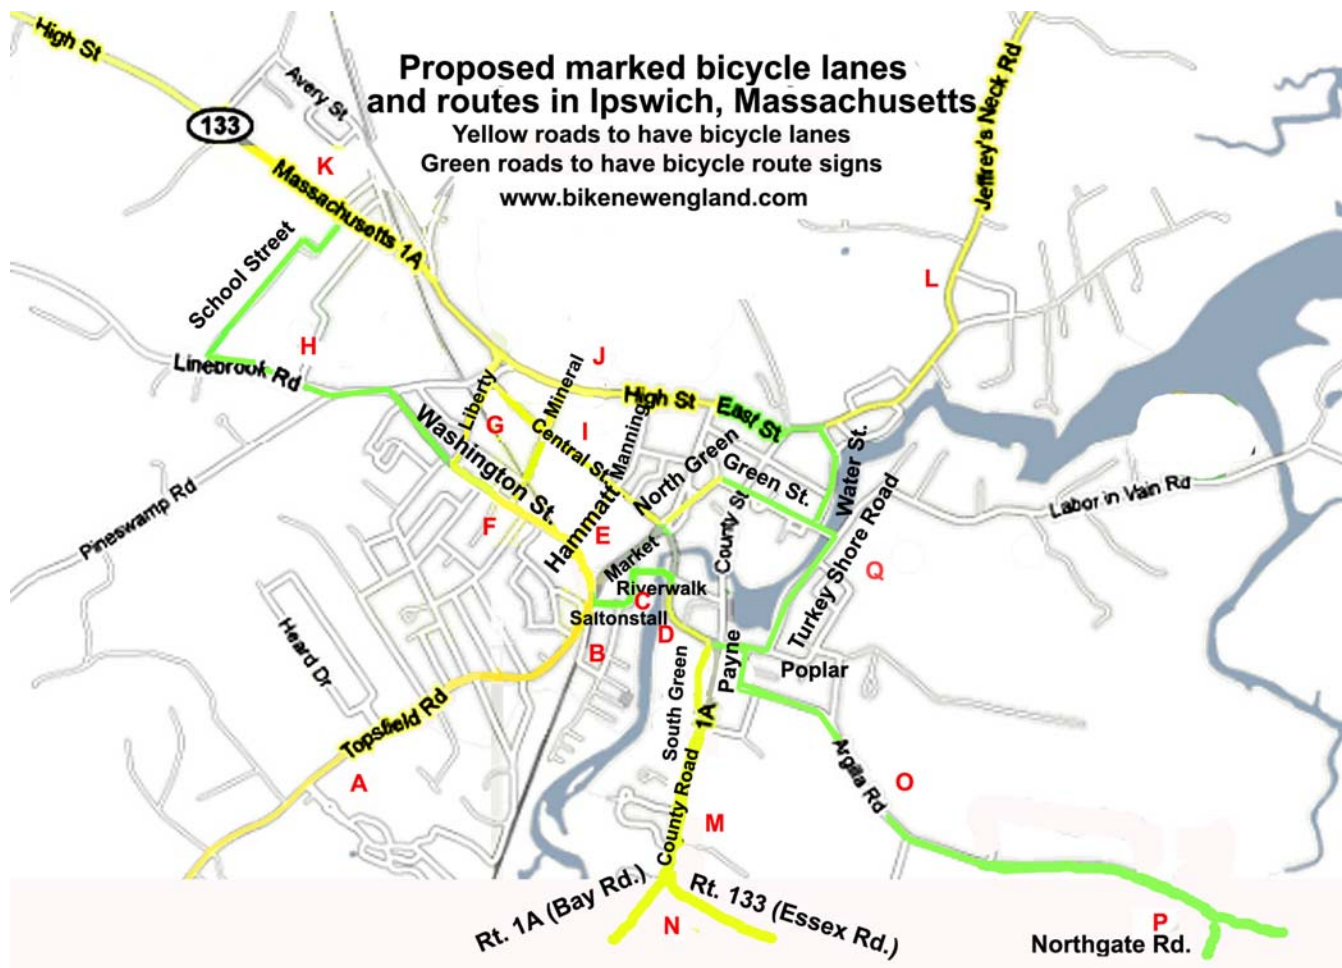 High St
Proposed marked bicycle lanes
and routes in Ipswich, Massachusetts
Yellow roads to have bicycle lanes
Green roads to have bicycle route signs
www.bikenewengland.com
Avery St
133
K
Massachusetts 1A
Jeffrey's Neck Rd
School Street
L
H
J
Linebrook Rd
Liberty
Mineral
High St
East St
G
I
Central St
Manning
Washington St.
North Green
Green St.
Water St.
Pineswamp Rd
Hammatt
County St
Turkey Shore Road
Labor in Vain Rd
F
E
Market
Q
Riverwalk
C
Saltonstall
D
B
Heard Dr
South Green
Payne
Poplar
Topsfield Rd
1A
A
County Road
Argilla Rd
O
M
Rt. 1A (Bay Rd.)
Rt. 133 (Essex Rd.)
N
P
Northgate Rd.